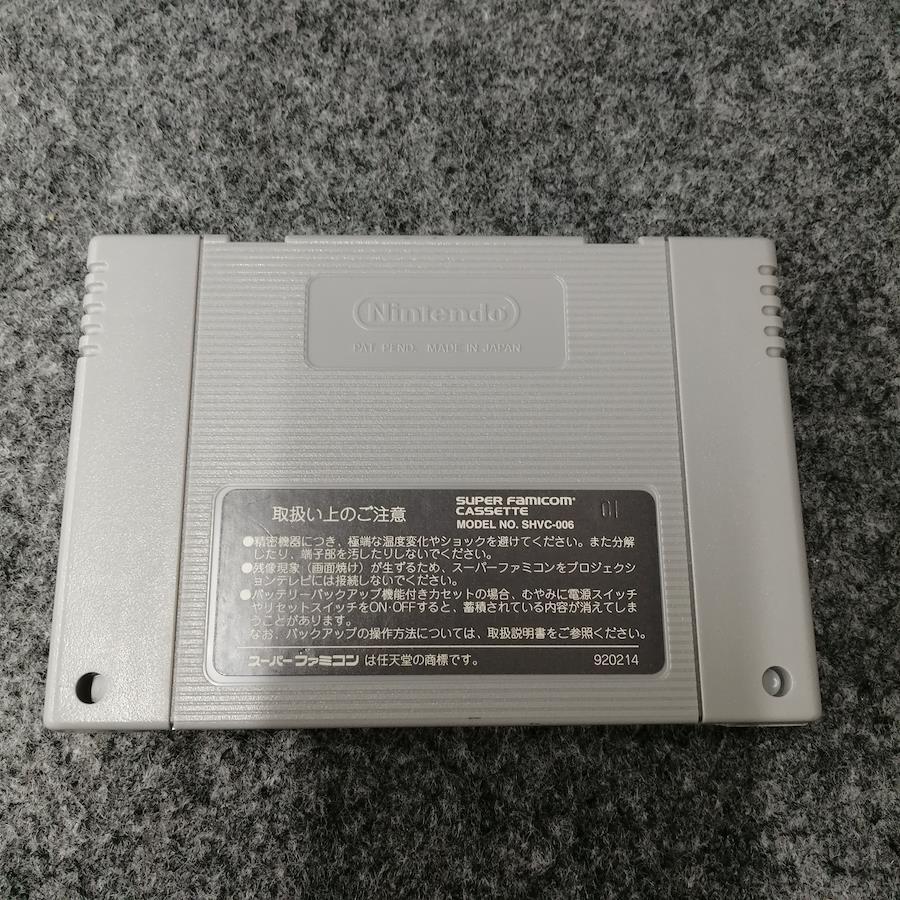 Nintendo
PAT. PEND. MADE IN JAPAN
取扱い上のご注意
SUPER FAMICOM
CASSETTE
MODEL NO. SHVC-006
01
●精密機器につき、極端な温度変化やショックを避けてください。また分解
したり、端子部を汚したりしないでください。
●残像現象（画面焼け）が生ずるため、スーパーファミコンをプロジェクシ
ョンテレビには接続しないでください。
●バッテリーバックアップ機能付きカセットの場合、むやみに電源スイッチ
やリセットスイッチをON・OFFすると、蓄積されている内容が消えてしま
うことがあります。
なお、バックアップの操作方法については、取扱説明書をご参照ください。
スーパーファミコン は任天堂の商標です。
920214